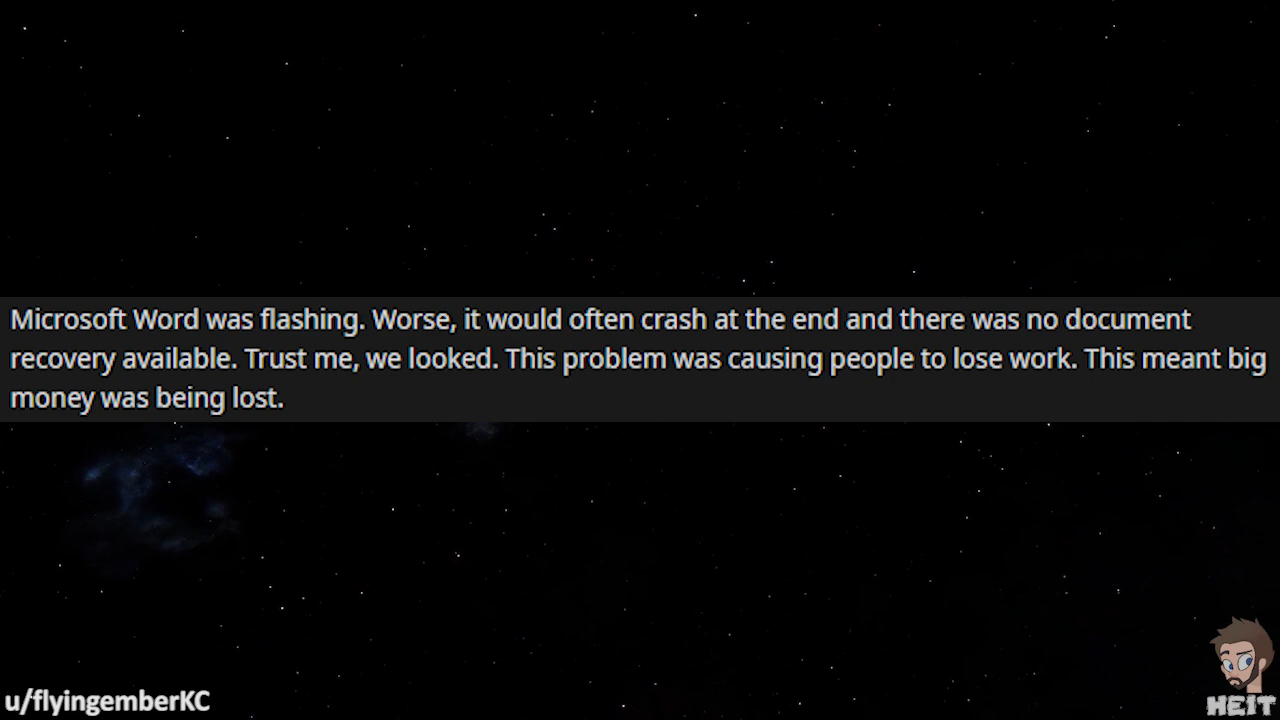 Microsoft Word was flashing. Worse, it would often crash at the end and there was no document
recovery available. Trust me, we looked. This problem was causing people to lose work. This meant big
money was being lost.
u/flyingemberKC
HEIT